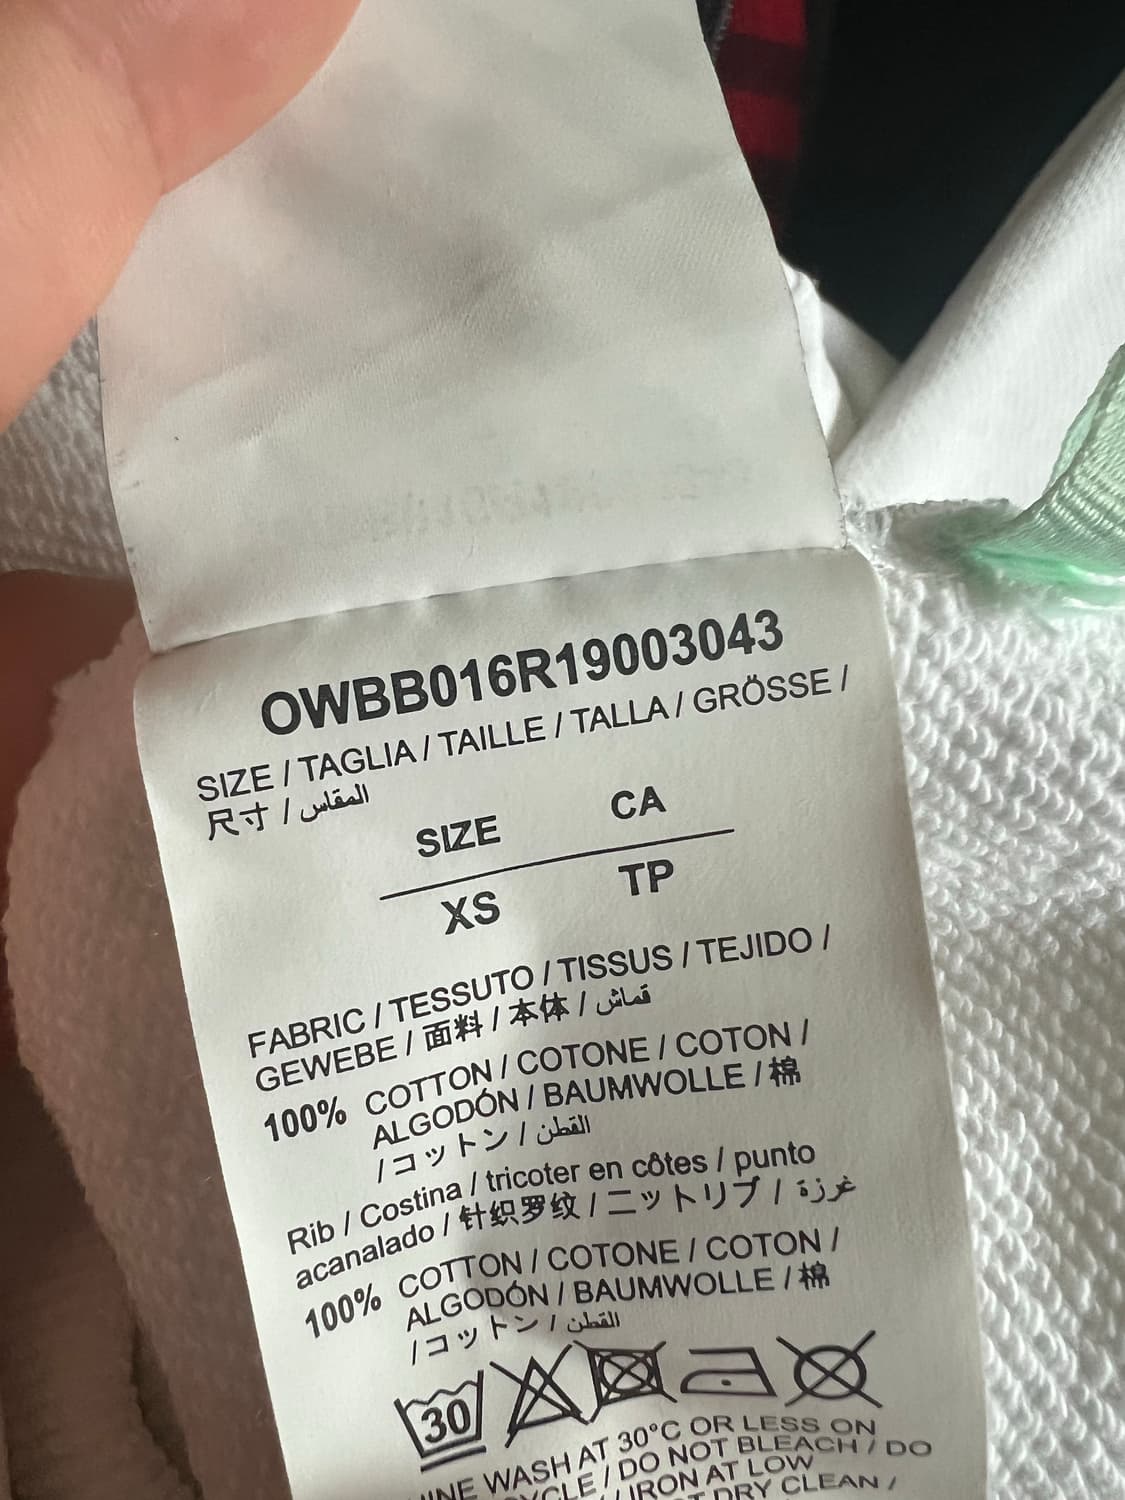 OWBB016R19003043
SIZE / TAGLIA / TAILLE / TALLA / GRÖSSE /
尺寸 / المقاس
SIZE CA
XS TP
FABRIC / TESSUTO / TISSUS / TEJIDO /
GEWEBE / 面料 / 本体 / قماش
100% COTTON / COTONE / COTON /
ALGODÓN / BAUMWOLLE / 棉
/ コットン / القطن
Rib / Costina / tricoter en côtes / punto
acanalado / 针织罗纹 / ニットリブ / غرزة
100% COTTON / COTONE / COTON /
ALGODÓN / BAUMWOLLE / 棉
/ コットン / القطن
30
WASH AT 30°C OR LESS ON
/ DO NOT BLEACH / DO
IRON AT LOW
DRY CLEAN /